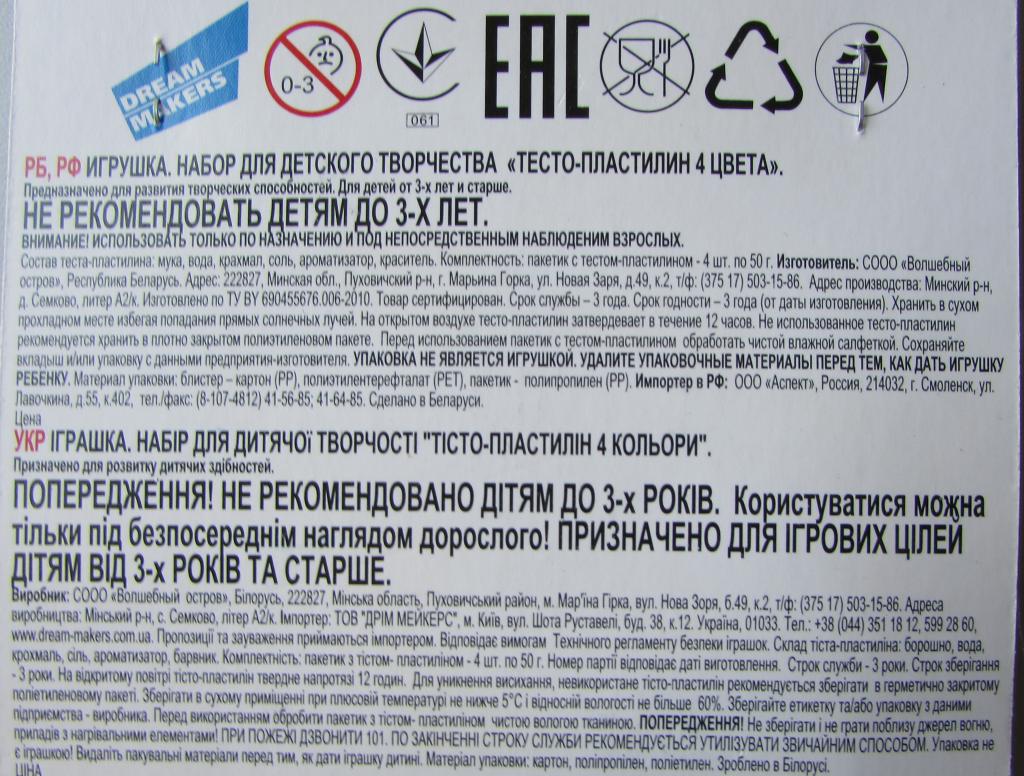 DREAM
MAKERS
0-3
061
EAC
РБ, РФ ИГРУШКА. НАБОР ДЛЯ ДЕТСКОГО ТВОРЧЕСТВА «ТЕСТО-ПЛАСТИЛИН 4 ЦВЕТА».
Предназначено для развития творческих способностей. Для детей от 3-х лет и старше.
НЕ РЕКОМЕНДОВАТЬ ДЕТЯМ ДО 3-Х ЛЕТ.
ВНИМАНИЕ! ИСПОЛЬЗОВАТЬ ТОЛЬКО ПО НАЗНАЧЕНИЮ И ПОД НЕПОСРЕДСТВЕННЫМ НАБЛЮДЕНИМ ВЗРОСЛЫХ.
Состав теста-пластилина: мука, вода, крахмал, соль, ароматизатор, краситель. Комплектность: пакетик с тестом-пластилином - 4 шт. по 50 г. Изготовитель: СООО «Волшебный
остров», Республика Беларусь. Адрес: 222827, Минская обл., Пуховичский р-н, г. Марьина Горка, ул. Новая Заря, д.49, к.2, т/ф: (375 17) 503-15-86. Адрес производства: Минский р-н,
д. Семково, литер А2/к. Изготовлено по ТУ BY 690455676.006-2010. Товар сертифицирован. Срок службы – 3 года. Срок годности – 3 года (от даты изготовления). Хранить в сухом
прохладном месте избегая попадания прямых солнечных лучей. На открытом воздухе тесто-пластилин затвердевает в течение 12 часов. Не использованное тесто-пластилин
рекомендуется хранить в плотно закрытом полиэтиленовом пакете. Перед использованием пакетик с тестом-пластилином обработать чистой влажной салфеткой. Сохраняйте
вкладыш и/или упаковку с данными предприятия-изготовителя. УПАКОВКА НЕ ЯВЛЯЕТСЯ ИГРУШКОЙ. УДАЛИТЕ УПАКОВОЧНЫЕ МАТЕРИАЛЫ ПЕРЕД ТЕМ, КАК ДАТЬ ИГРУШКУ
РЕБЕНКУ. Материал упаковки: блистер – картон (PP), полиэтилентерефталат (PET), пакетик - полипропилен (PP). Импортер в РФ: ООО «Аспект», Россия, 214032, г. Смоленск, ул.
Лавочкина, д.55, к.402, тел./факс: (8-107-4812) 41-56-85; 41-64-85. Сделано в Беларуси.
Цена
УКР ІГРАШКА. НАБІР ДЛЯ ДИТЯЧОЇ ТВОРЧОСТІ "ТІСТО-ПЛАСТИЛІН 4 КОЛЬОРИ".
Призначено для розвитку дитячих здібностей.
ПОПЕРЕДЖЕННЯ! НЕ РЕКОМЕНДОВАНО ДІТЯМ ДО 3-х РОКІВ. Користуватися можна
тільки під безпосереднім наглядом дорослого! ПРИЗНАЧЕНО ДЛЯ ІГРОВИХ ЦІЛЕЙ
ДІТЯМ ВІД 3-х РОКІВ ТА СТАРШЕ.
Виробник: СООО «Волшебный остров», Білорусь, 222827, Мінська область, Пуховичський район, м. Мар'їна Гірка, вул. Нова Зоря, б.49, к.2, т/ф: (375 17) 503-15-86. Адреса
виробництва: Мінський р-н, с. Семково, літер А2/к. Імпортер: ТОВ "ДРІМ МЕЙКЕРС", м. Київ, вул. Шота Руставелі, буд. 38, к.12. Україна, 01033. Тел.: +38 (044) 351 18 12, 599 28 60,
www.dream-makers.com.ua. Пропозиції та зауваження приймаються імпортером. Відповідає вимогам Технічного регламенту безпеки іграшок. Склад тіста-пластиліна: борошно, вода,
крохмаль, сіль, ароматизатор, барвник. Комплектність: пакетик з тістом- пластиліном - 4 шт. по 50 г. Номер партії відповідає даті виготовлення. Строк служби - 3 роки. Строк зберігання
- 3 роки. На відкритому повітрі тісто-пластилін твердне напротязі 12 годин. Для уникнення висихання, невикористане тісто-пластилін рекомендується зберігати в герметично закритому
поліетиленовому пакеті. Зберігати в сухому приміщенні при плюсовій температурі не нижче 5°С і відносній вологості не більше 60%. Зберігайте етикетку та/або упаковку з даними
підприємства - виробника. Перед використанням обробити пакетик з тістом- пластиліном чистою вологою тканиною. ПОПЕРЕДЖЕННЯ! Не зберігати і не грати поблизу джерел вогню,
приладів з нагрівальними елементами! ПРИ ПОЖЕЖІ ДЗВОНИТИ 101. ПО ЗАКІНЧЕННІ СТРОКУ СЛУЖБИ РЕКОМЕНДУЄТЬСЯ УТИЛІЗУВАТИ ЗВИЧАЙНИМ СПОСОБОМ. Упаковка не
є іграшкою! Видаліть пакувальні матеріали перед тим, як дати іграшку дитині. Матеріал упаковки: картон, поліпропілен, поліетилен. Зроблено в Білорусі.
ЦІНА